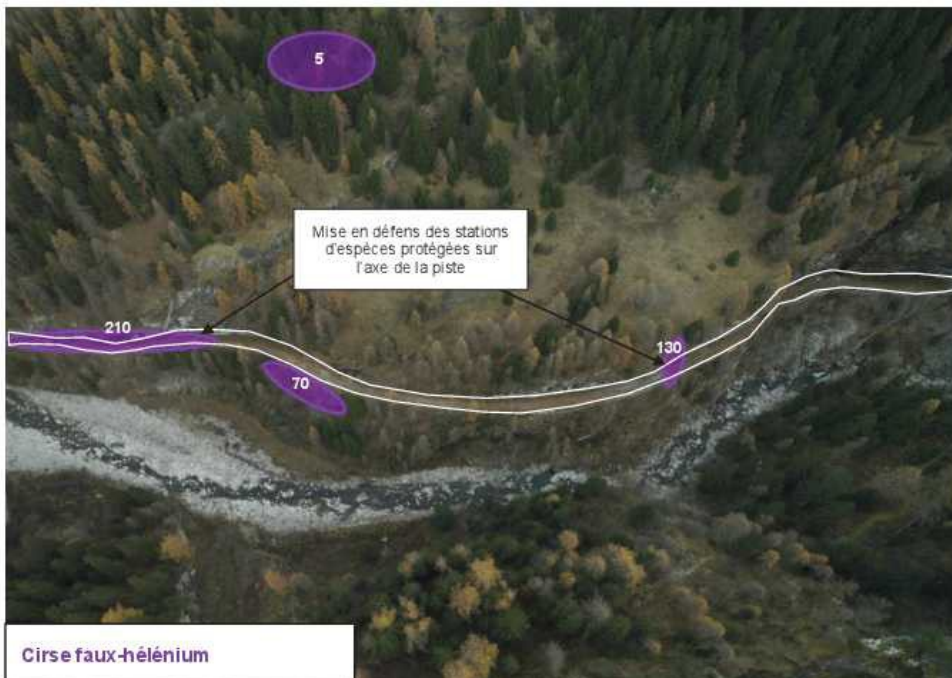 5
Mise en défens des stations
d'espèces protégées sur
l'axe de la piste
210
130
70
Cirse faux-hélénium